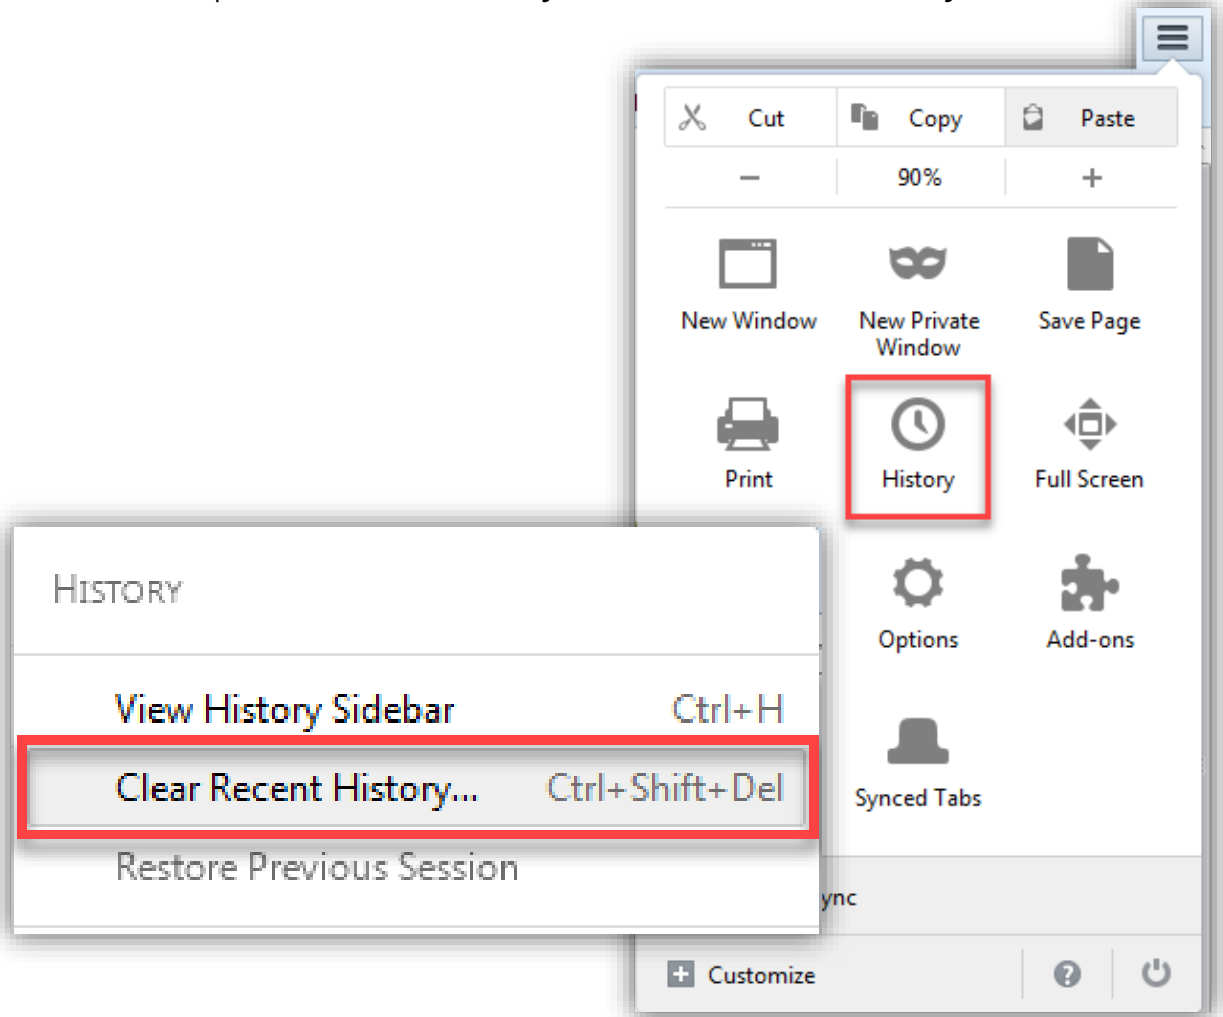 Cut Copy Paste
90%
New Window New Private Window Save Page
Print History Full Screen
Options Add-ons
Synced Tabs
Customize
HISTORY
View History Sidebar Ctrl+H
Clear Recent History... Ctrl+Shift+Del
Restore Previous Session